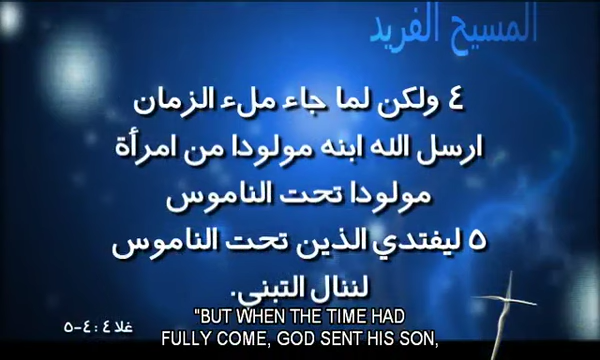 المسيح الفريد
٤ ولكن لما جاء ملء الزمان
ارسل الله ابنه مولودا من امرأة
مولودا تحت الناموس
٥ ليفتدي الذين تحت الناموس
لننال التبني.
غلا ٤: ٤-٥
"BUT WHEN THE TIME HAD
FULLY COME, GOD SENT HIS SON,